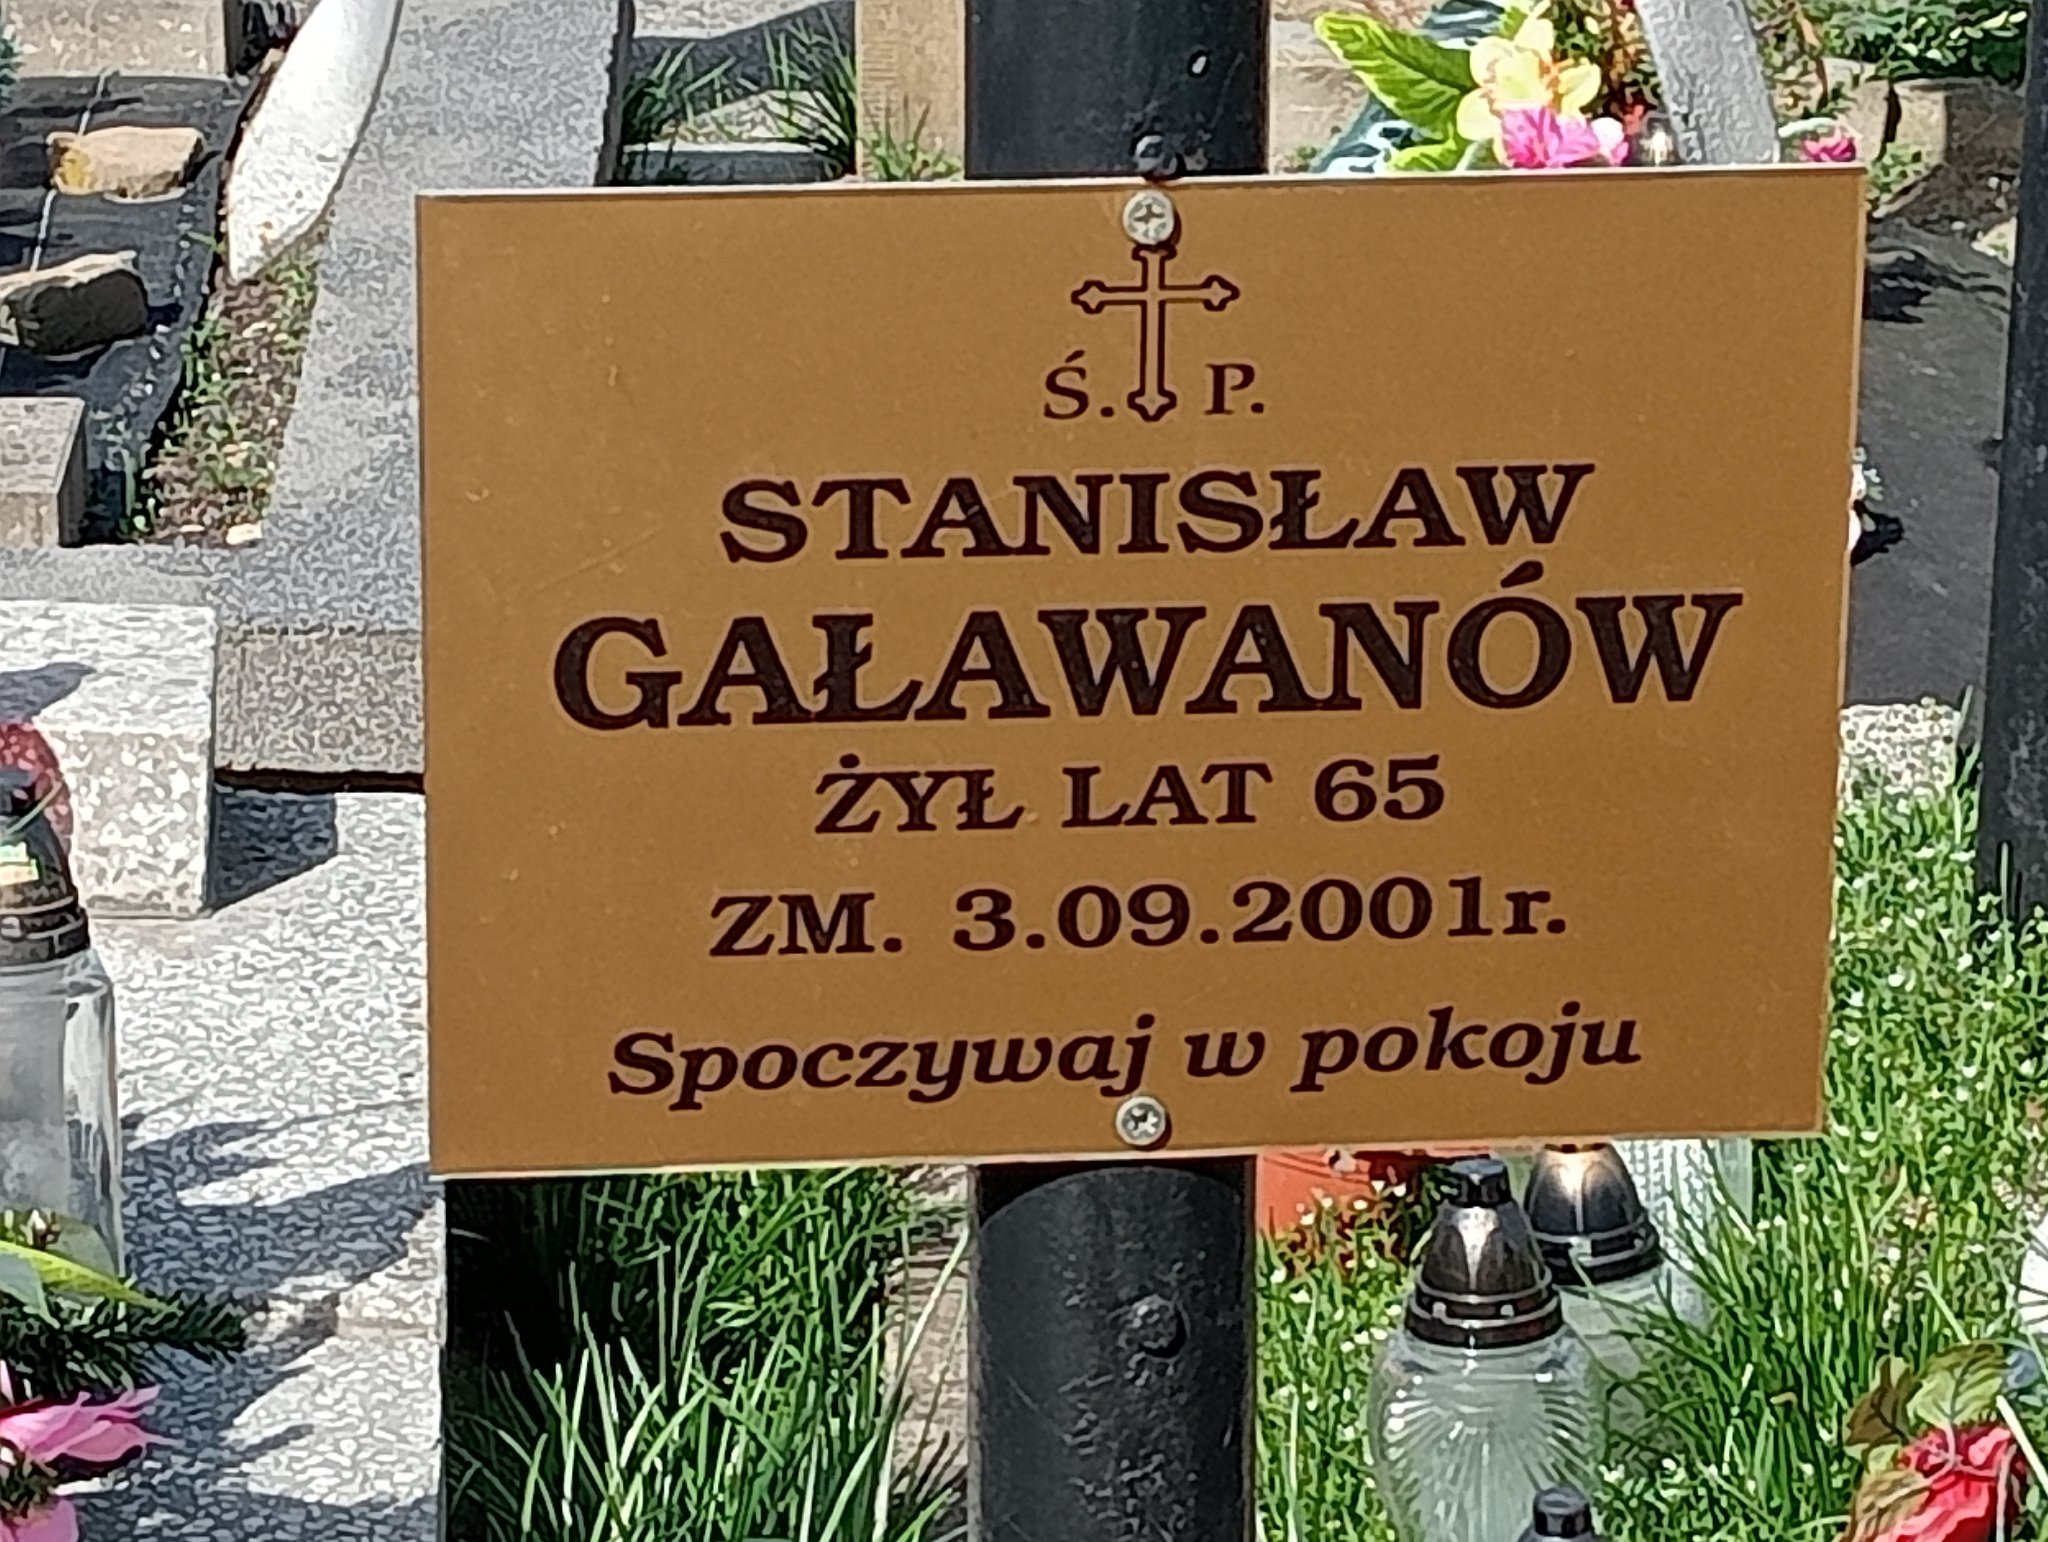 Ś. P.
STANISŁAW
GAŁAWANÓW
ŻYŁ LAT 65
ZM. 3.09.2001r.
Spoczywaj w pokoju